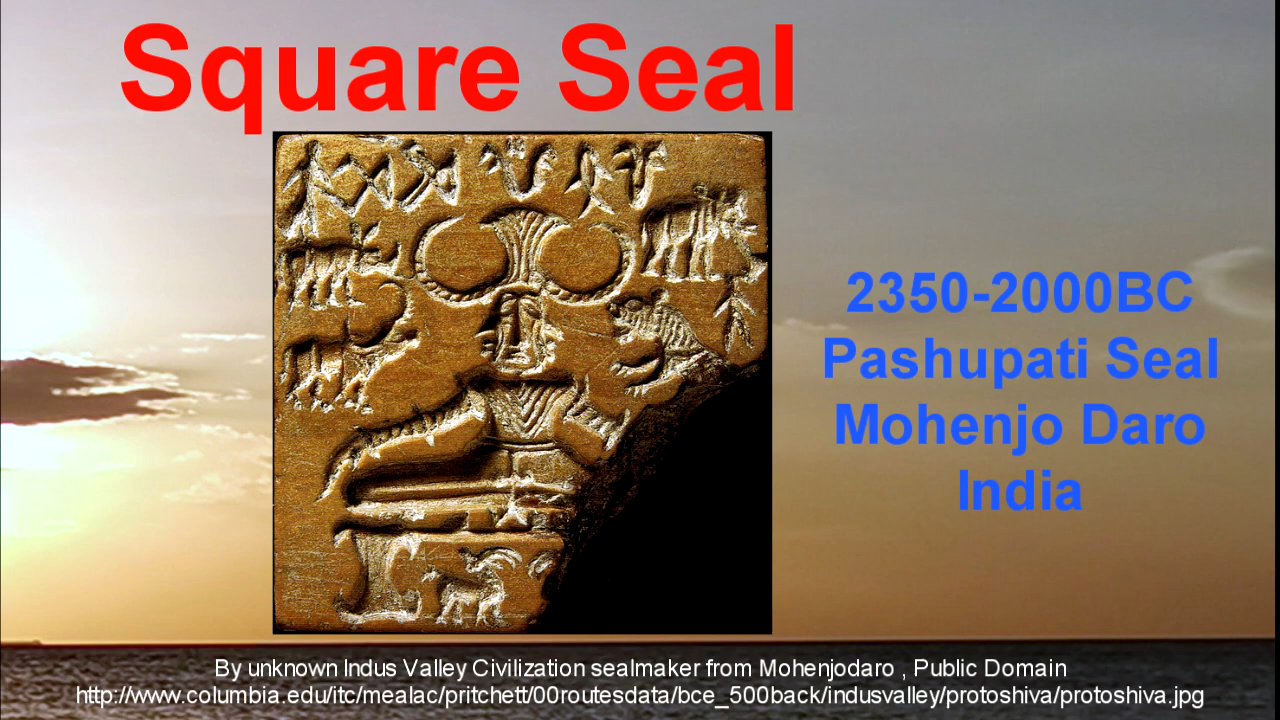 Square Seal
2350-2000BC
Pashupati Seal
Mohenjo Daro
India
By unknown Indus Valley Civilization sealmaker from Mohenjodaro , Public Domain
http://www.columbia.edu/itc/mealac/pritchett/00routesdata/bce_500back/indusvalley/protoshiva/protoshiva.jpg